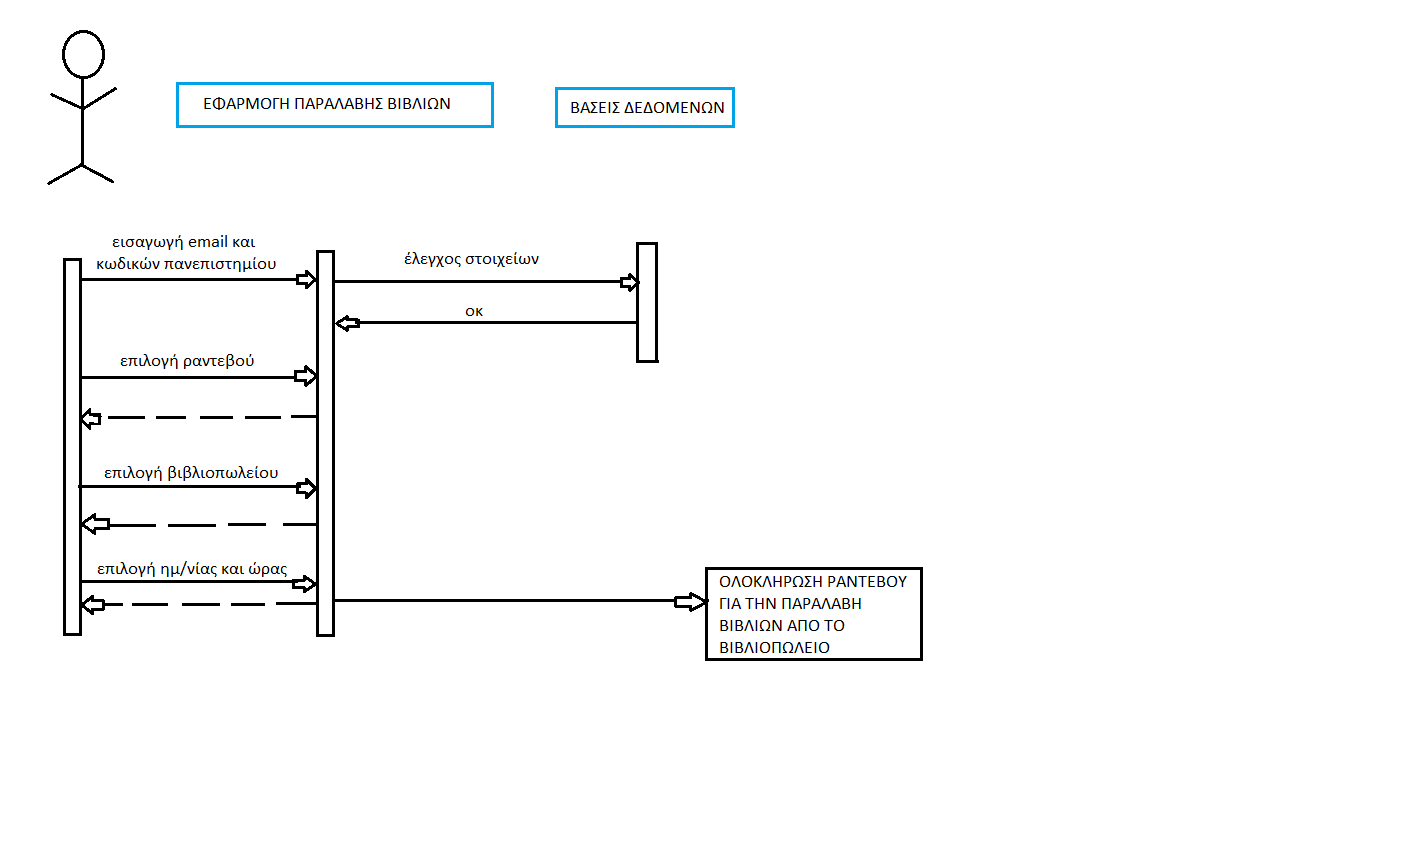 ΕΦΑΡΜΟΓΗ ΠΑΡΑΛΑΒΗΣ ΒΙΒΛΙΩΝ
ΒΑΣΕΙΣ ΔΕΔΟΜΕΝΩΝ
εισαγωγή email και
κωδικών πανεπιστημίου
έλεγχος στοιχείων
οκ
επιλογή ραντεβού
επιλογή βιβλιοπωλείου
επιλογή ημ/νίας και ώρας
ΟΛΟΚΛΗΡΩΣΗ ΡΑΝΤΕΒΟΥ
ΓΙΑ ΤΗΝ ΠΑΡΑΛΑΒΗ
ΒΙΒΛΙΩΝ ΑΠΟ ΤΟ
ΒΙΒΛΙΟΠΩΛΕΙΟ